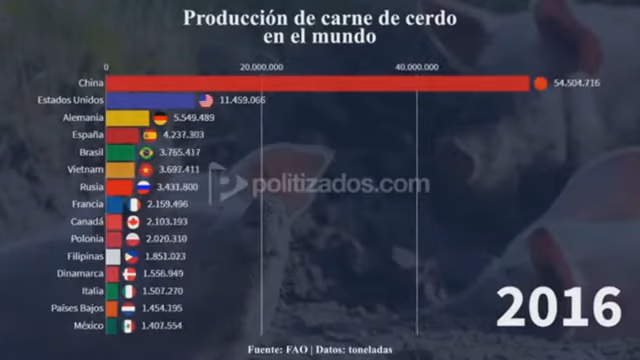 Producción de carne de cerdo
en el mundo
0 20.000.000 40.000.000
China 54.504.716
Estados Unidos 11.459.066
Alemania 5.549.489
España 4.237.303
Brasil 3.765.417
Vietnam 3.697.411
Rusia 3.431.800
politizados.com
Francia 2.159.496
Canadá 2.103.193
Polonia 2.020.310
Filipinas 1.851.023
Dinamarca 1.556.949
Italia 1.507.270
Países Bajos 1.454.195
México 1.407.554
2016
Fuente: FAO | Datos: toneladas